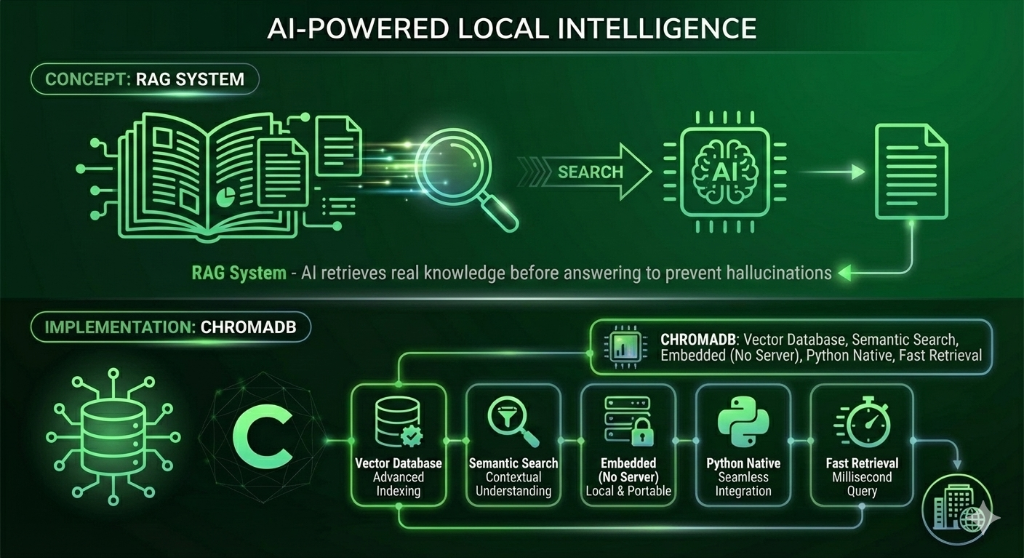 AI-POWERED LOCAL INTELLIGENCE
CONCEPT: RAG SYSTEM
SEARCH
AI
RAG System - AI retrieves real knowledge before answering to prevent hallucinations
IMPLEMENTATION: CHROMADB
CHROMADB: Vector Database, Semantic Search,
Embedded (No Server), Python Native, Fast Retrieval
C
Vector Database
Advanced
Indexing
Semantic Search
Contextual
Understanding
Embedded
(No Server)
Local & Portable
Python Native
Seamless
Integration
Fast Retrieval
Millisecond
Query